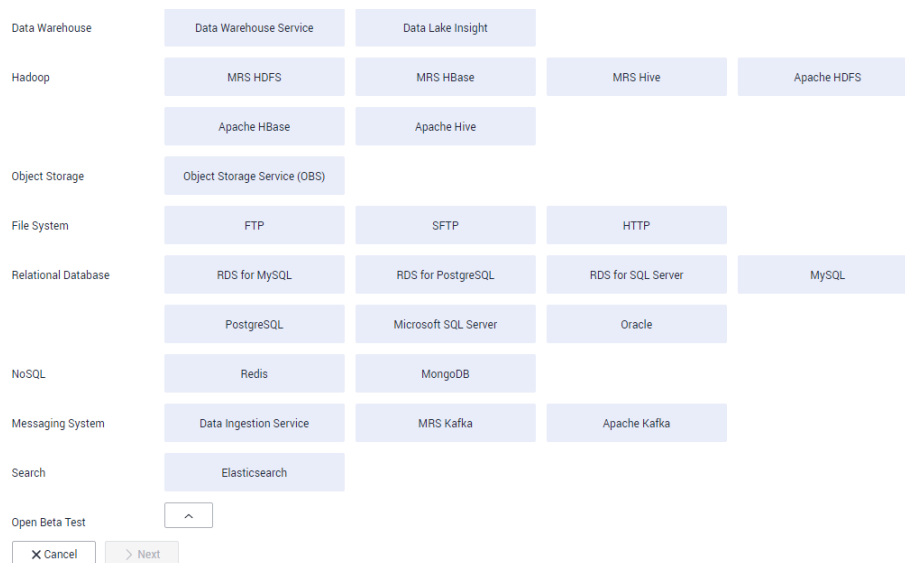 Data Warehouse Data Warehouse Service Data Lake Insight
Hadoop MRS HDFS MRS HBase MRS Hive Apache HDFS
Apache HBase Apache Hive
Object Storage Object Storage Service (OBS)
File System FTP SFTP HTTP
Relational Database RDS for MySQL RDS for PostgreSQL RDS for SQL Server MySQL
PostgreSQL Microsoft SQL Server Oracle
NoSQL Redis MongoDB
Messaging System Data Ingestion Service MRS Kafka Apache Kafka
Search Elasticsearch
Open Beta Test
Cancel Next